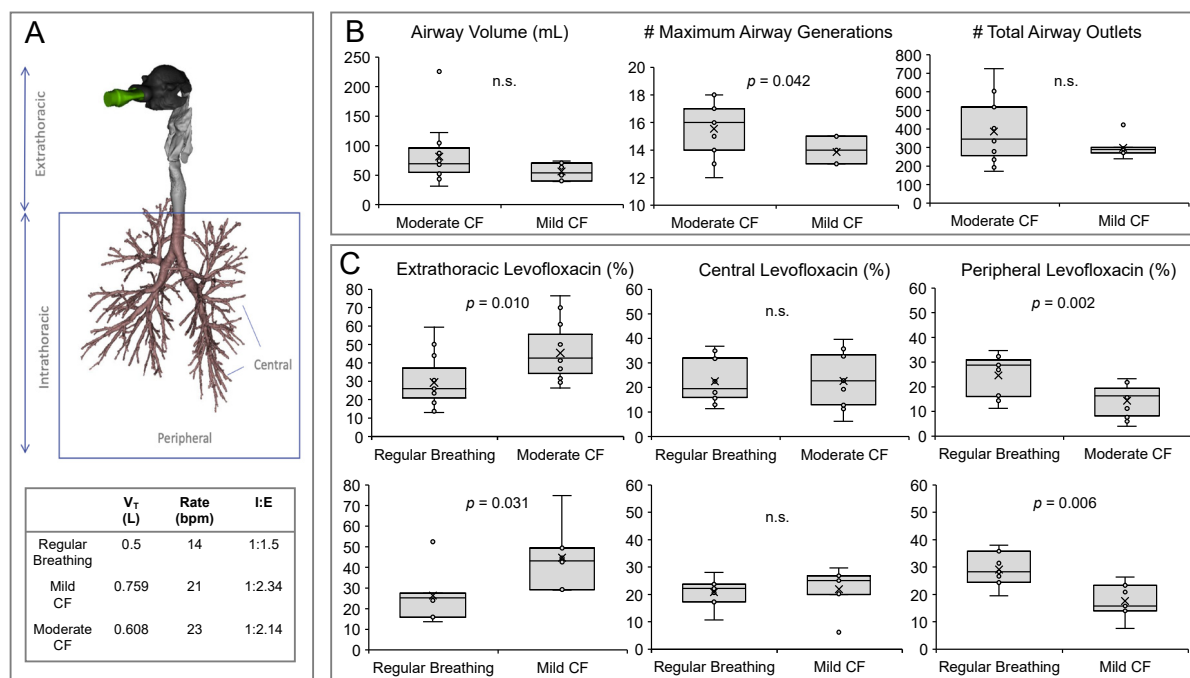 A
Extrathoracic
Intrathoracic
Central
Peripheral
V_T (L) Rate (bpm) I:E
Regular Breathing 0.5 14 1:1.5
Mild CF 0.759 21 1:2.34
Moderate CF 0.608 23 1:2.14
B
Airway Volume (mL)
n.s.
250
200
150
100
50
0
Moderate CF Mild CF
# Maximum Airway Generations
p = 0.042
20
18
16
14
12
10
Moderate CF Mild CF
# Total Airway Outlets
n.s.
800
700
600
500
400
300
200
100
0
Moderate CF Mild CF
C
Extrathoracic Levofloxacin (%)
p = 0.010
80
70
60
50
40
30
20
10
0
Regular Breathing Moderate CF
Central Levofloxacin (%)
n.s.
60
50
40
30
20
10
0
Regular Breathing Moderate CF
Peripheral Levofloxacin (%)
p = 0.002
60
50
40
30
20
10
0
Regular Breathing Moderate CF
p = 0.031
80
70
60
50
40
30
20
10
0
Regular Breathing Mild CF
n.s.
60
50
40
30
20
10
0
Regular Breathing Mild CF
p = 0.006
60
50
40
30
20
10
0
Regular Breathing Mild CF